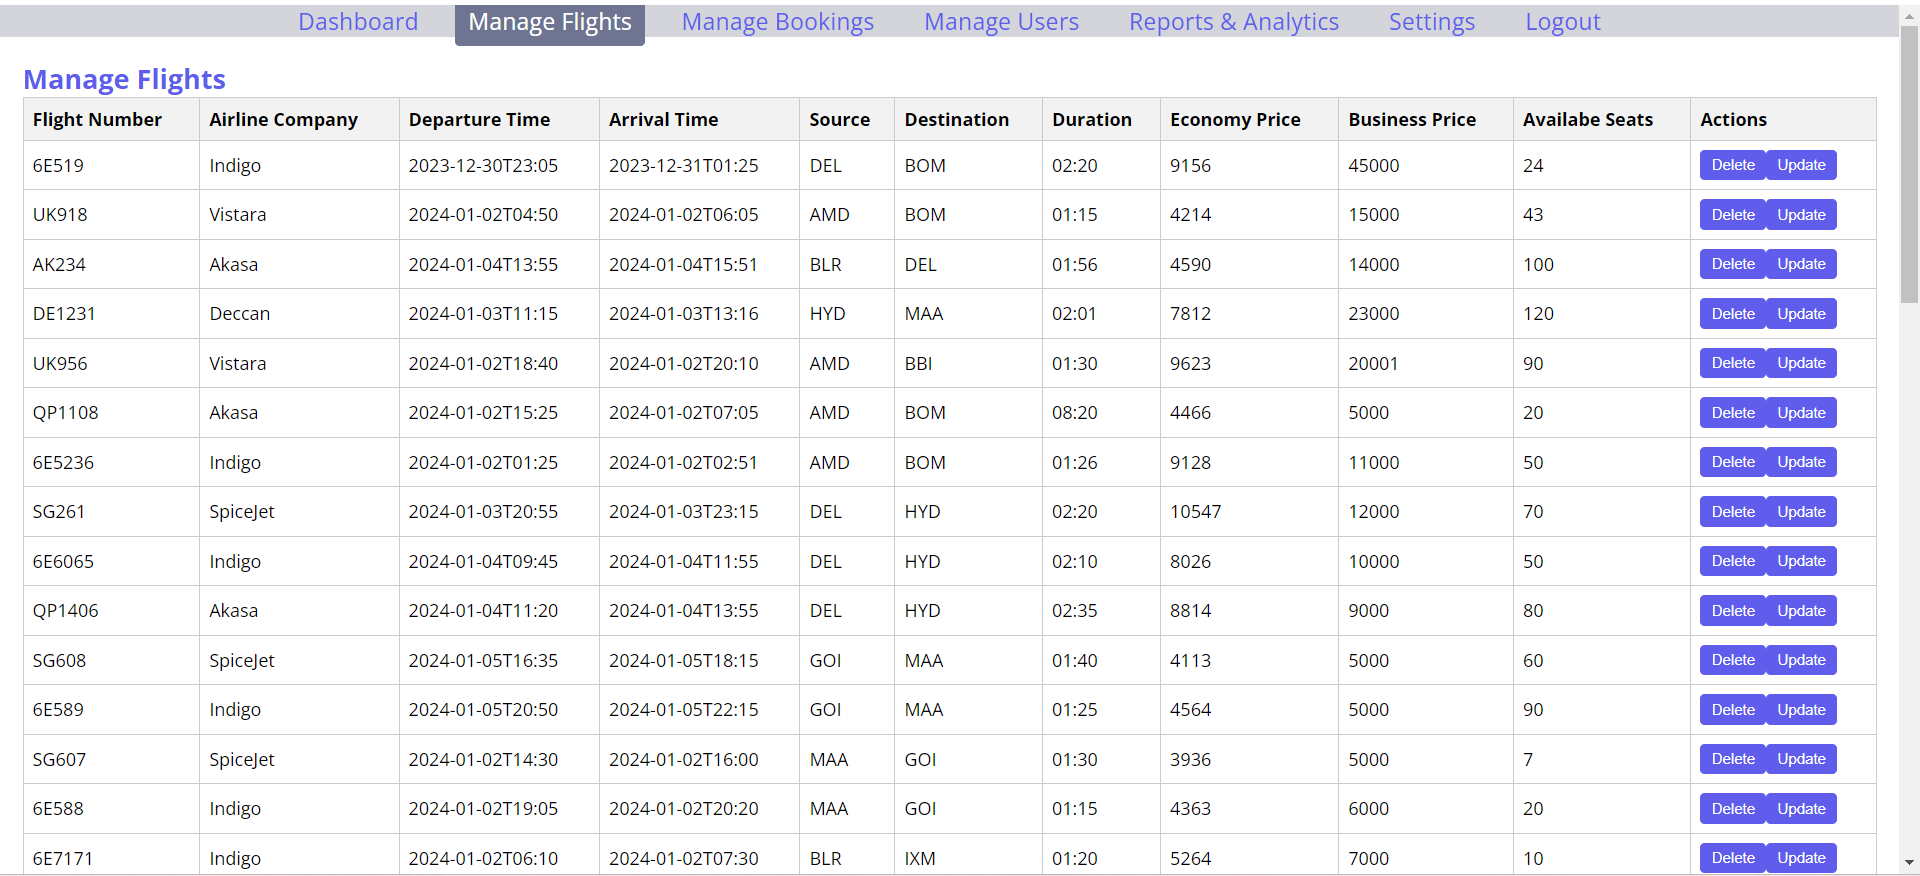 Dashboard Manage Flights Manage Bookings Manage Users Reports & Analytics Settings Logout
Manage Flights
Flight Number Airline Company Departure Time Arrival Time Source Destination Duration Economy Price Business Price Availabe Seats Actions
6E519 Indigo 2023-12-30T23:05 2023-12-31T01:25 DEL BOM 02:20 9156 45000 24 Delete Update
UK918 Vistara 2024-01-02T04:50 2024-01-02T06:05 AMD BOM 01:15 4214 15000 43 Delete Update
AK234 Akasa 2024-01-04T13:55 2024-01-04T15:51 BLR DEL 01:56 4590 14000 100 Delete Update
DE1231 Deccan 2024-01-03T11:15 2024-01-03T13:16 HYD MAA 02:01 7812 23000 120 Delete Update
UK956 Vistara 2024-01-02T18:40 2024-01-02T20:10 AMD BBI 01:30 9623 20001 90 Delete Update
QP1108 Akasa 2024-01-02T15:25 2024-01-02T07:05 AMD BOM 08:20 4466 5000 20 Delete Update
6E5236 Indigo 2024-01-02T01:25 2024-01-02T02:51 AMD BOM 01:26 9128 11000 50 Delete Update
SG261 SpiceJet 2024-01-03T20:55 2024-01-03T23:15 DEL HYD 02:20 10547 12000 70 Delete Update
6E6065 Indigo 2024-01-04T09:45 2024-01-04T11:55 DEL HYD 02:10 8026 10000 50 Delete Update
QP1406 Akasa 2024-01-04T11:20 2024-01-04T13:55 DEL HYD 02:35 8814 9000 80 Delete Update
SG608 SpiceJet 2024-01-05T16:35 2024-01-05T18:15 GOI MAA 01:40 4113 5000 60 Delete Update
6E589 Indigo 2024-01-05T20:50 2024-01-05T22:15 GOI MAA 01:25 4564 5000 90 Delete Update
SG607 SpiceJet 2024-01-02T14:30 2024-01-02T16:00 MAA GOI 01:30 3936 5000 7 Delete Update
6E588 Indigo 2024-01-02T19:05 2024-01-02T20:20 MAA GOI 01:15 4363 6000 20 Delete Update
6E7171 Indigo 2024-01-02T06:10 2024-01-02T07:30 BLR IXM 01:20 5264 7000 10 Delete Update